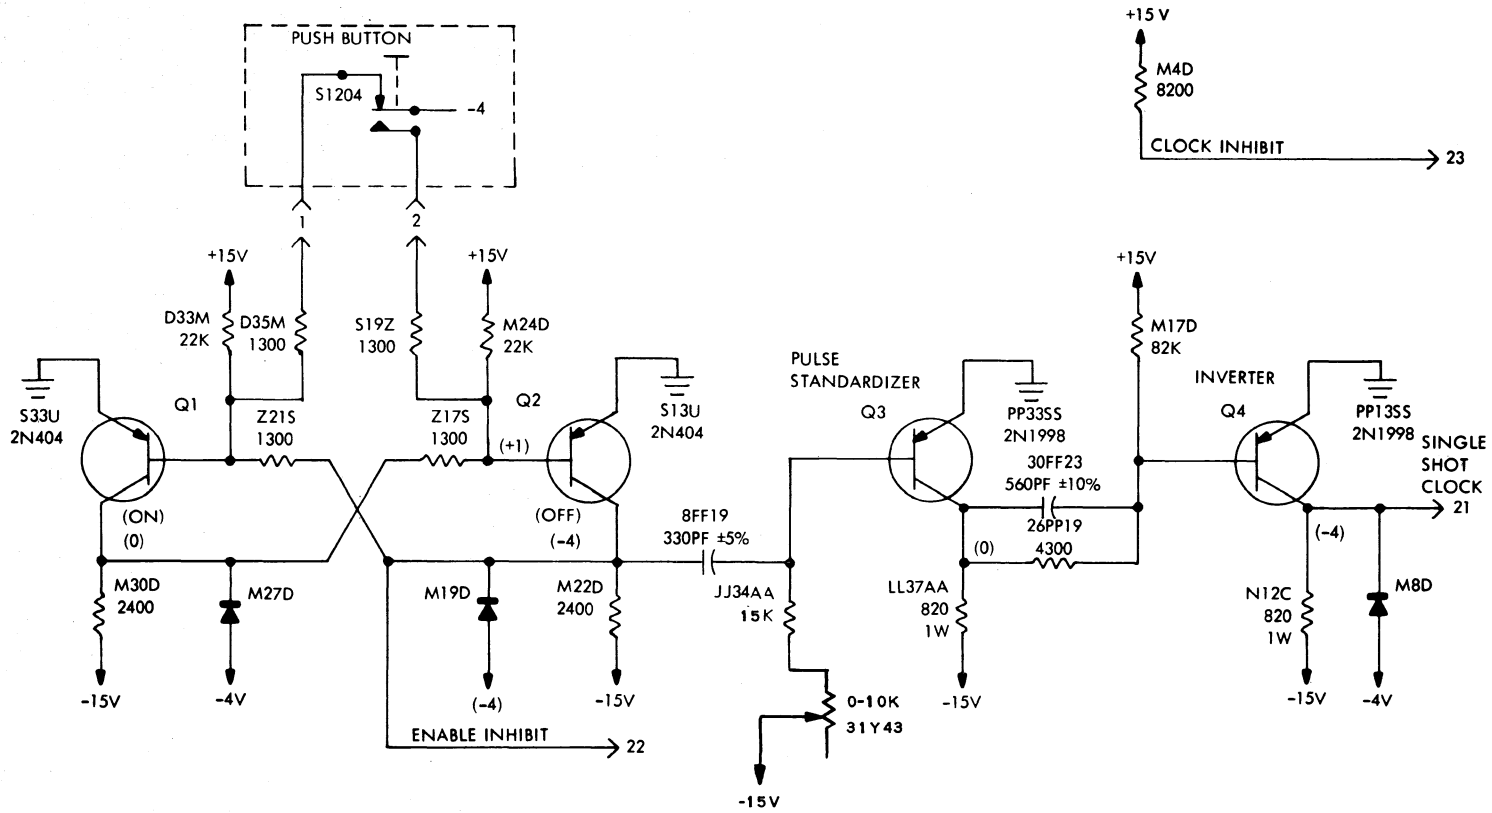 PUSH BUTTON
S1204
-4
1
2
+15 V
M4D
8200
CLOCK INHIBIT
23
+15V
D33M
22K
D35M
1300
S19Z
1300
+15V
M24D
22K
S33U
2N404
Q1
Z21S
1300
Z17S
1300
Q2
(+1)
S13U
2N404
(ON)
(0)
(OFF)
(-4)
M30D
2400
M27D
M19D
M22D
2400
-15V
-4V
(-4)
-15V
ENABLE INHIBIT
22
8FF19
330PF ±5%
JJ34AA
15K
0-10K
31Y43
-15V
PULSE
STANDARDIZER
Q3
PP33SS
2N1998
30FF23
560PF ±10%
26PP19
4300
(0)
LL37AA
820
1W
-15V
+15V
M17D
82K
INVERTER
Q4
PP13SS
2N1998
SINGLE
SHOT
CLOCK
21
(-4)
N12C
820
1W
M8D
-15V
-4V